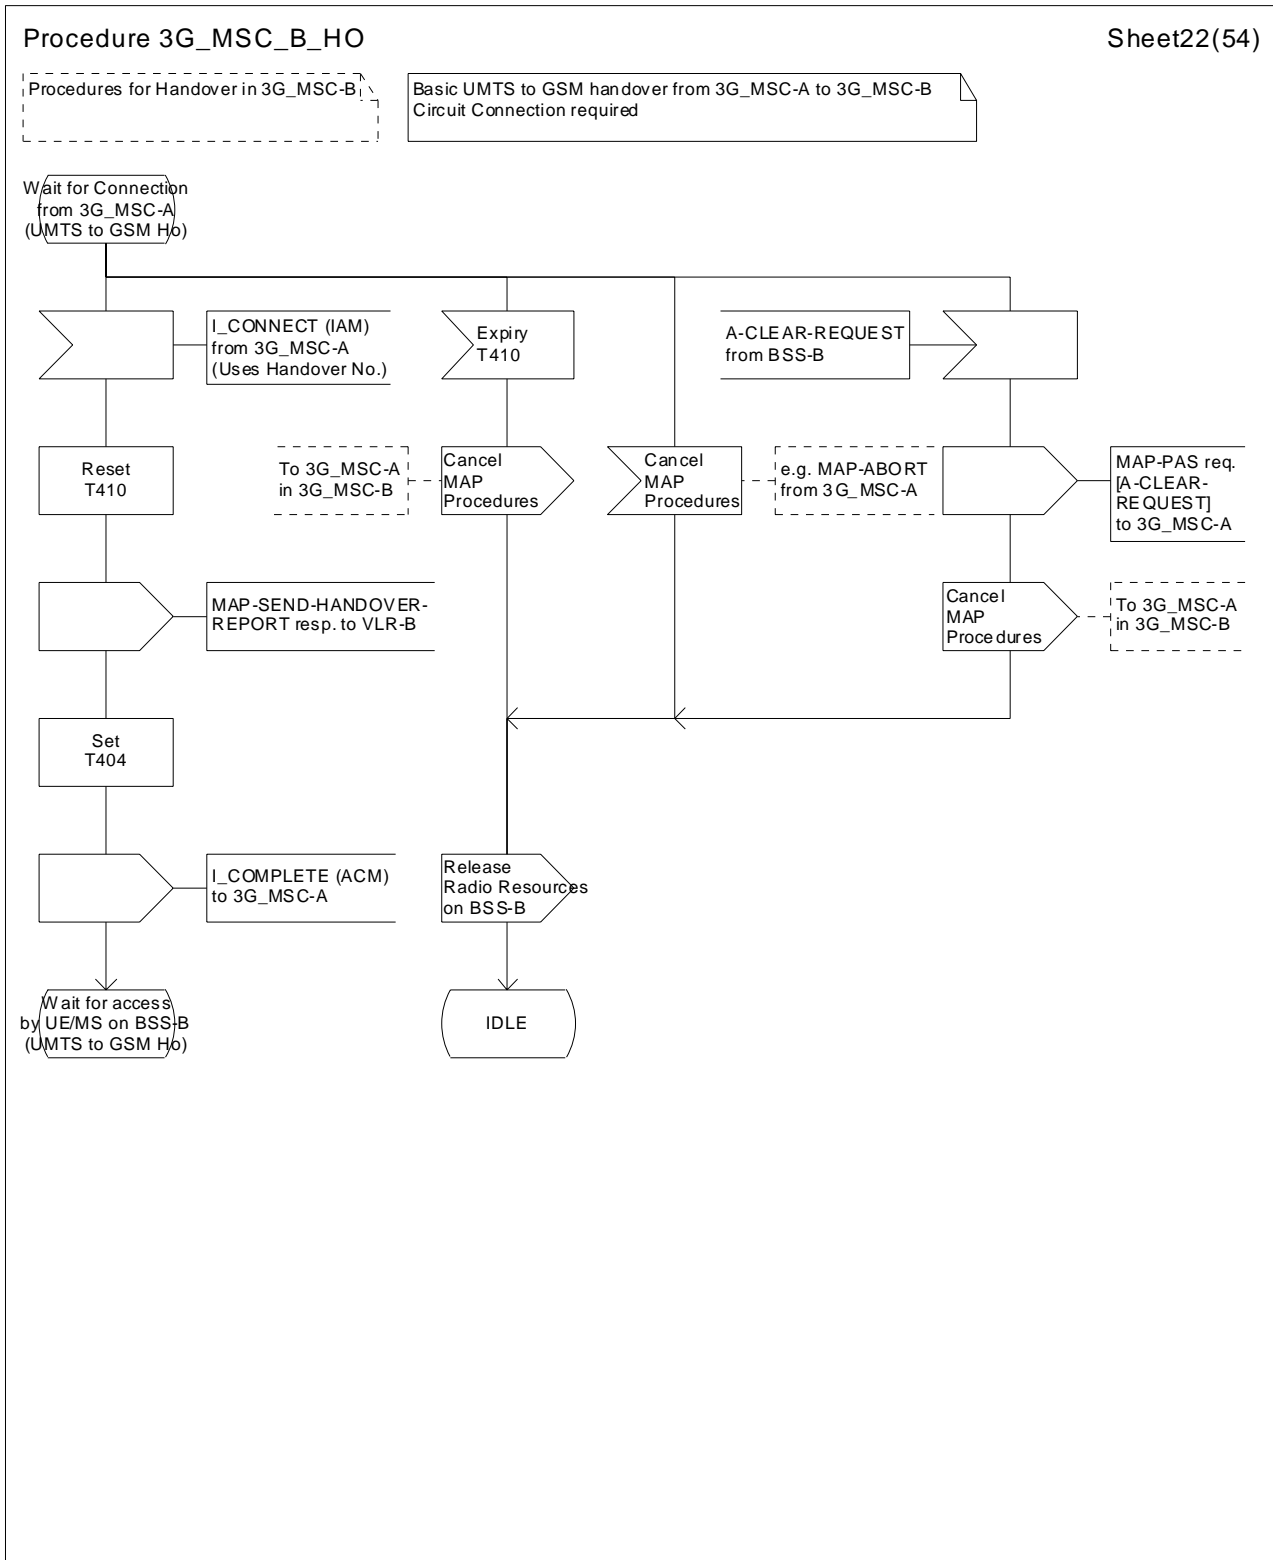 Procedure 3G_MSC_B_HO
Sheet22(54)
Procedures for Handover in 3G_MSC-B
Basic UMTS to GSM handover from 3G_MSC-A to 3G_MSC-B
Circuit Connection required
Wait for Connection
from 3G_MSC-A
(UMTS to GSM Ho)
I_CONNECT (IAM)
from 3G_MSC-A
(Uses Handover No.)
Expiry
T410
A-CLEAR-REQUEST
from BSS-B
Reset
T410
To 3G_MSC-A
in 3G_MSC-B
Cancel
MAP
Procedures
Cancel
MAP
Procedures
e.g. MAP-ABORT
from 3G_MSC-A
MAP-PAS req.
[A-CLEAR-
REQUEST]
to 3G_MSC-A
MAP-SEND-HANDOVER-
REPORT resp. to VLR-B
Cancel
MAP
Procedures
To 3G_MSC-A
in 3G_MSC-B
Set
T404
I_COMPLETE (ACM)
to 3G_MSC-A
Release
Radio Resources
on BSS-B
Wait for access
by UE/MS on BSS-B
(UMTS to GSM Ho)
IDLE